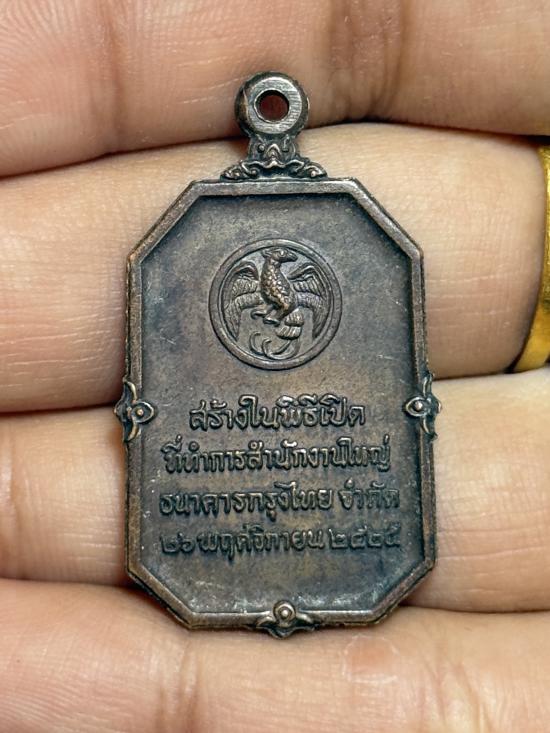 สร้างในพิธีเปิด
ที่ทำการสำนักงานใหญ่
ธนาคารกรุงไทย จำกัด
๒๖ พฤศจิกายน ๒๕๒๕